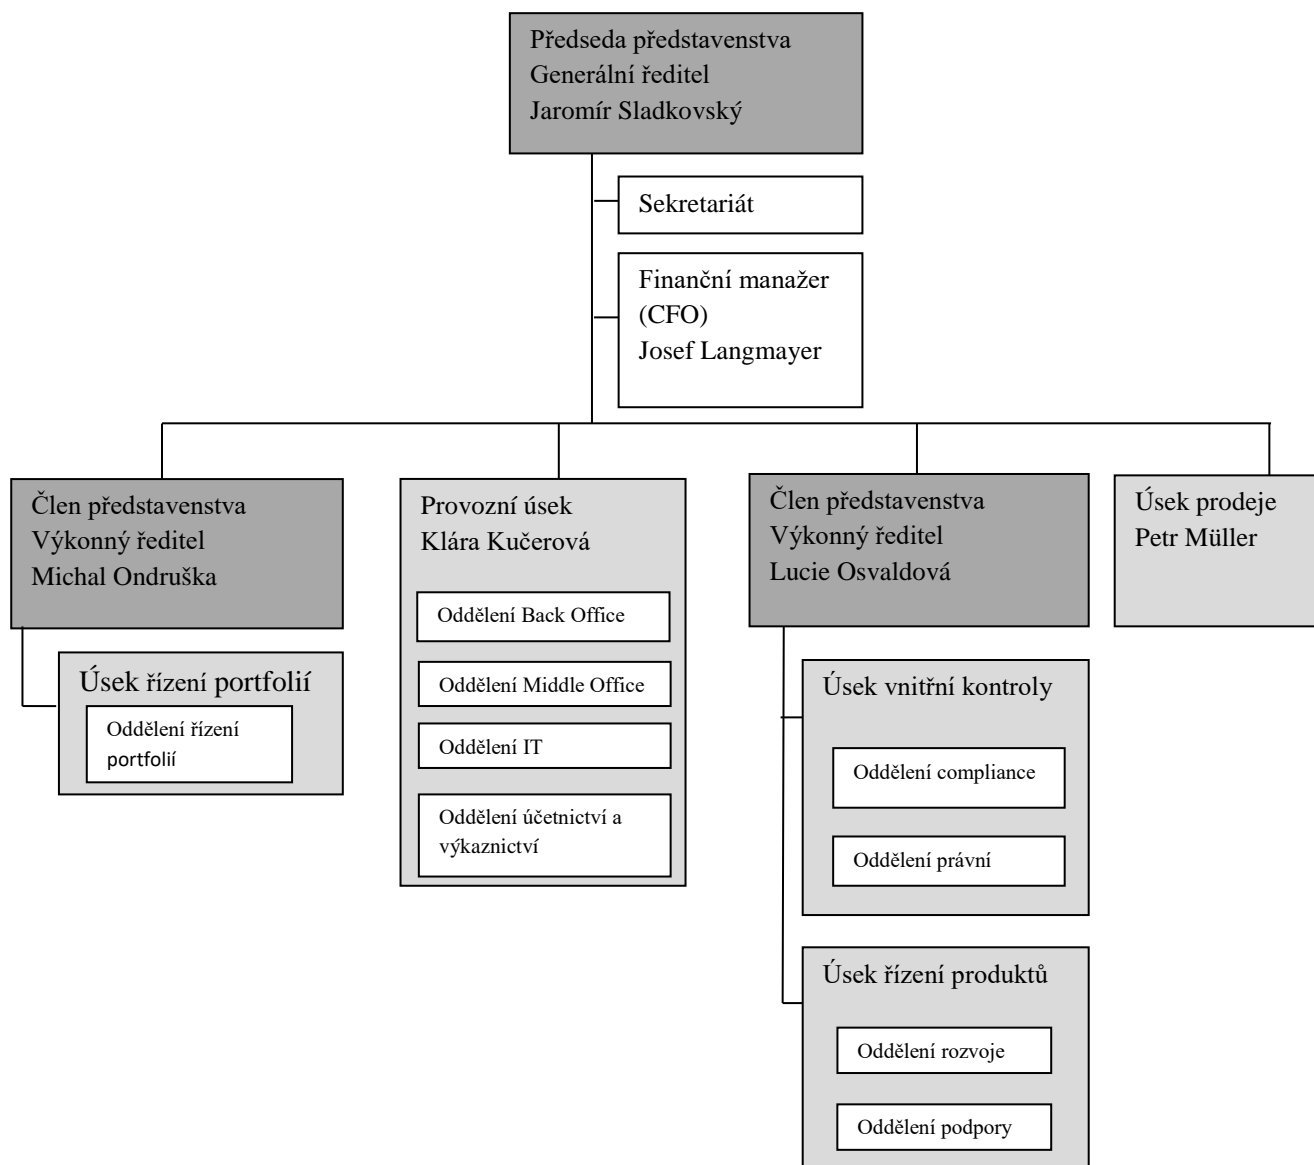 Předseda představenstva
Generální ředitel
Jaromír Sladkovský
Sekretariát
Finanční manažer
(CFO)
Josef Langmayer
Člen představenstva
Výkonný ředitel
Michal Ondruška
Úsek řízení portfolií
Oddělení řízení
portfolií
Provozní úsek
Klára Kučerová
Oddělení Back Office
Oddělení Middle Office
Oddělení IT
Oddělení účetnictví a
výkaznictví
Člen představenstva
Výkonný ředitel
Lucie Osvaldová
Úsek vnitřní kontroly
Oddělení compliance
Oddělení právní
Úsek řízení produktů
Oddělení rozvoje
Oddělení podpory
Úsek prodeje
Petr Müller